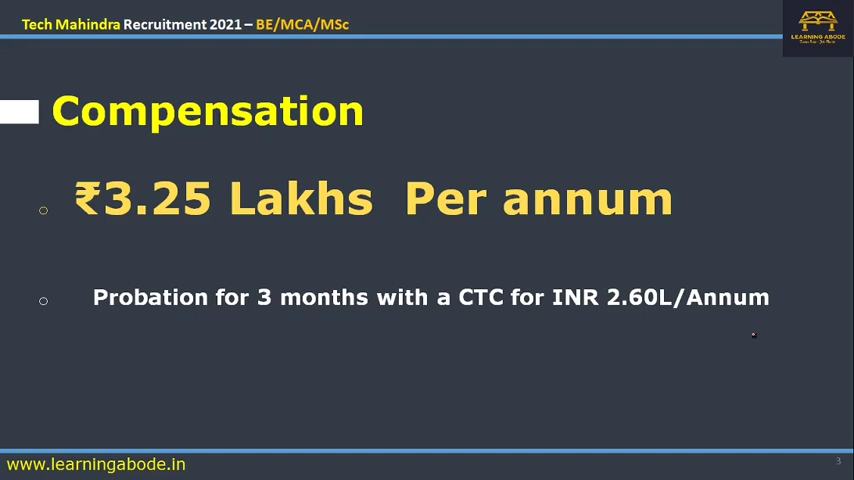 Tech Mahindra Recruitment 2021 – BE/MCA/MSc
LEARNING ABODE
Compensation
₹3.25 Lakhs Per annum
Probation for 3 months with a CTC for INR 2.60L/Annum
www.learningabode.in
3